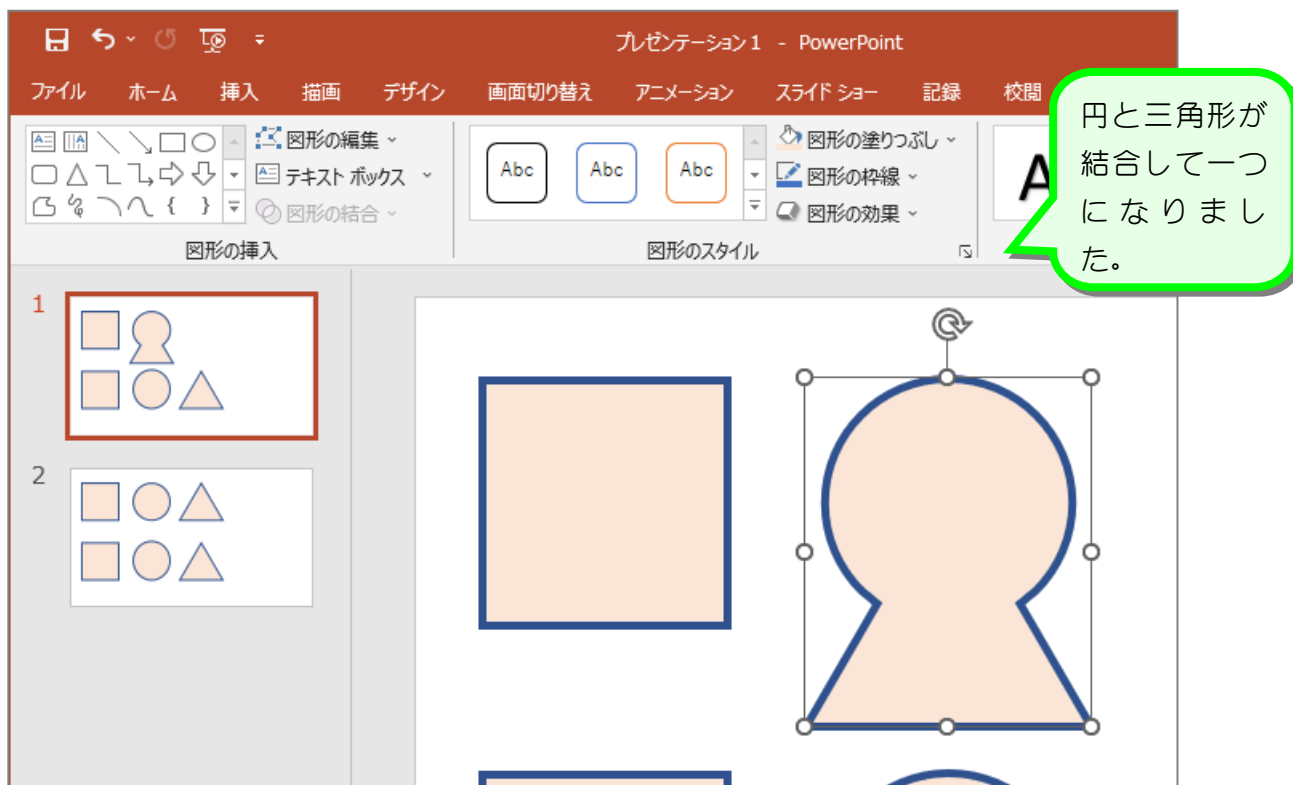 プレゼンテーション1 - PowerPoint
ファイル ホーム 挿入 描画 デザイン 画面切り替え アニメーション スライド ショー 記録 校閲
円と三角形が
結合して一つ
になりまし
た。
図形の編集
テキスト ボックス
図形の結合
図形の挿入
Abc Abc Abc
図形の塗りつぶし
図形の枠線
図形の効果
図形のスタイル
A
1
2